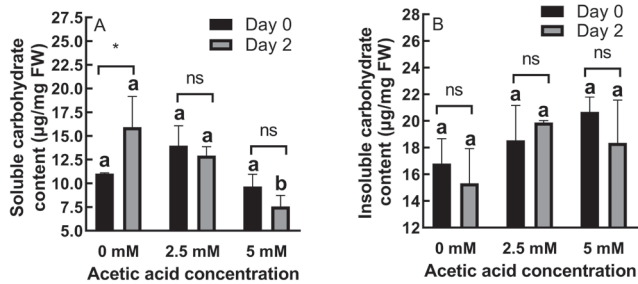 A
Day 0
Day 2
Soluble carbohydrate
content (µg/mg FW)
27.5
25.0
22.5
20.0
17.5
15.0
12.5
10.0
7.5
5.0
*
ns
ns
a
a
a
a
a
b
0 mM
2.5 mM
5 mM
Acetic acid concentration
B
Day 0
Day 2
Insoluble carbohydrate
content (µg/mg FW)
28
26
24
22
20
18
16
14
12
ns
ns
ns
a
a
a
a
a
a
0 mM
2.5 mM
5 mM
Acetic acid concentration